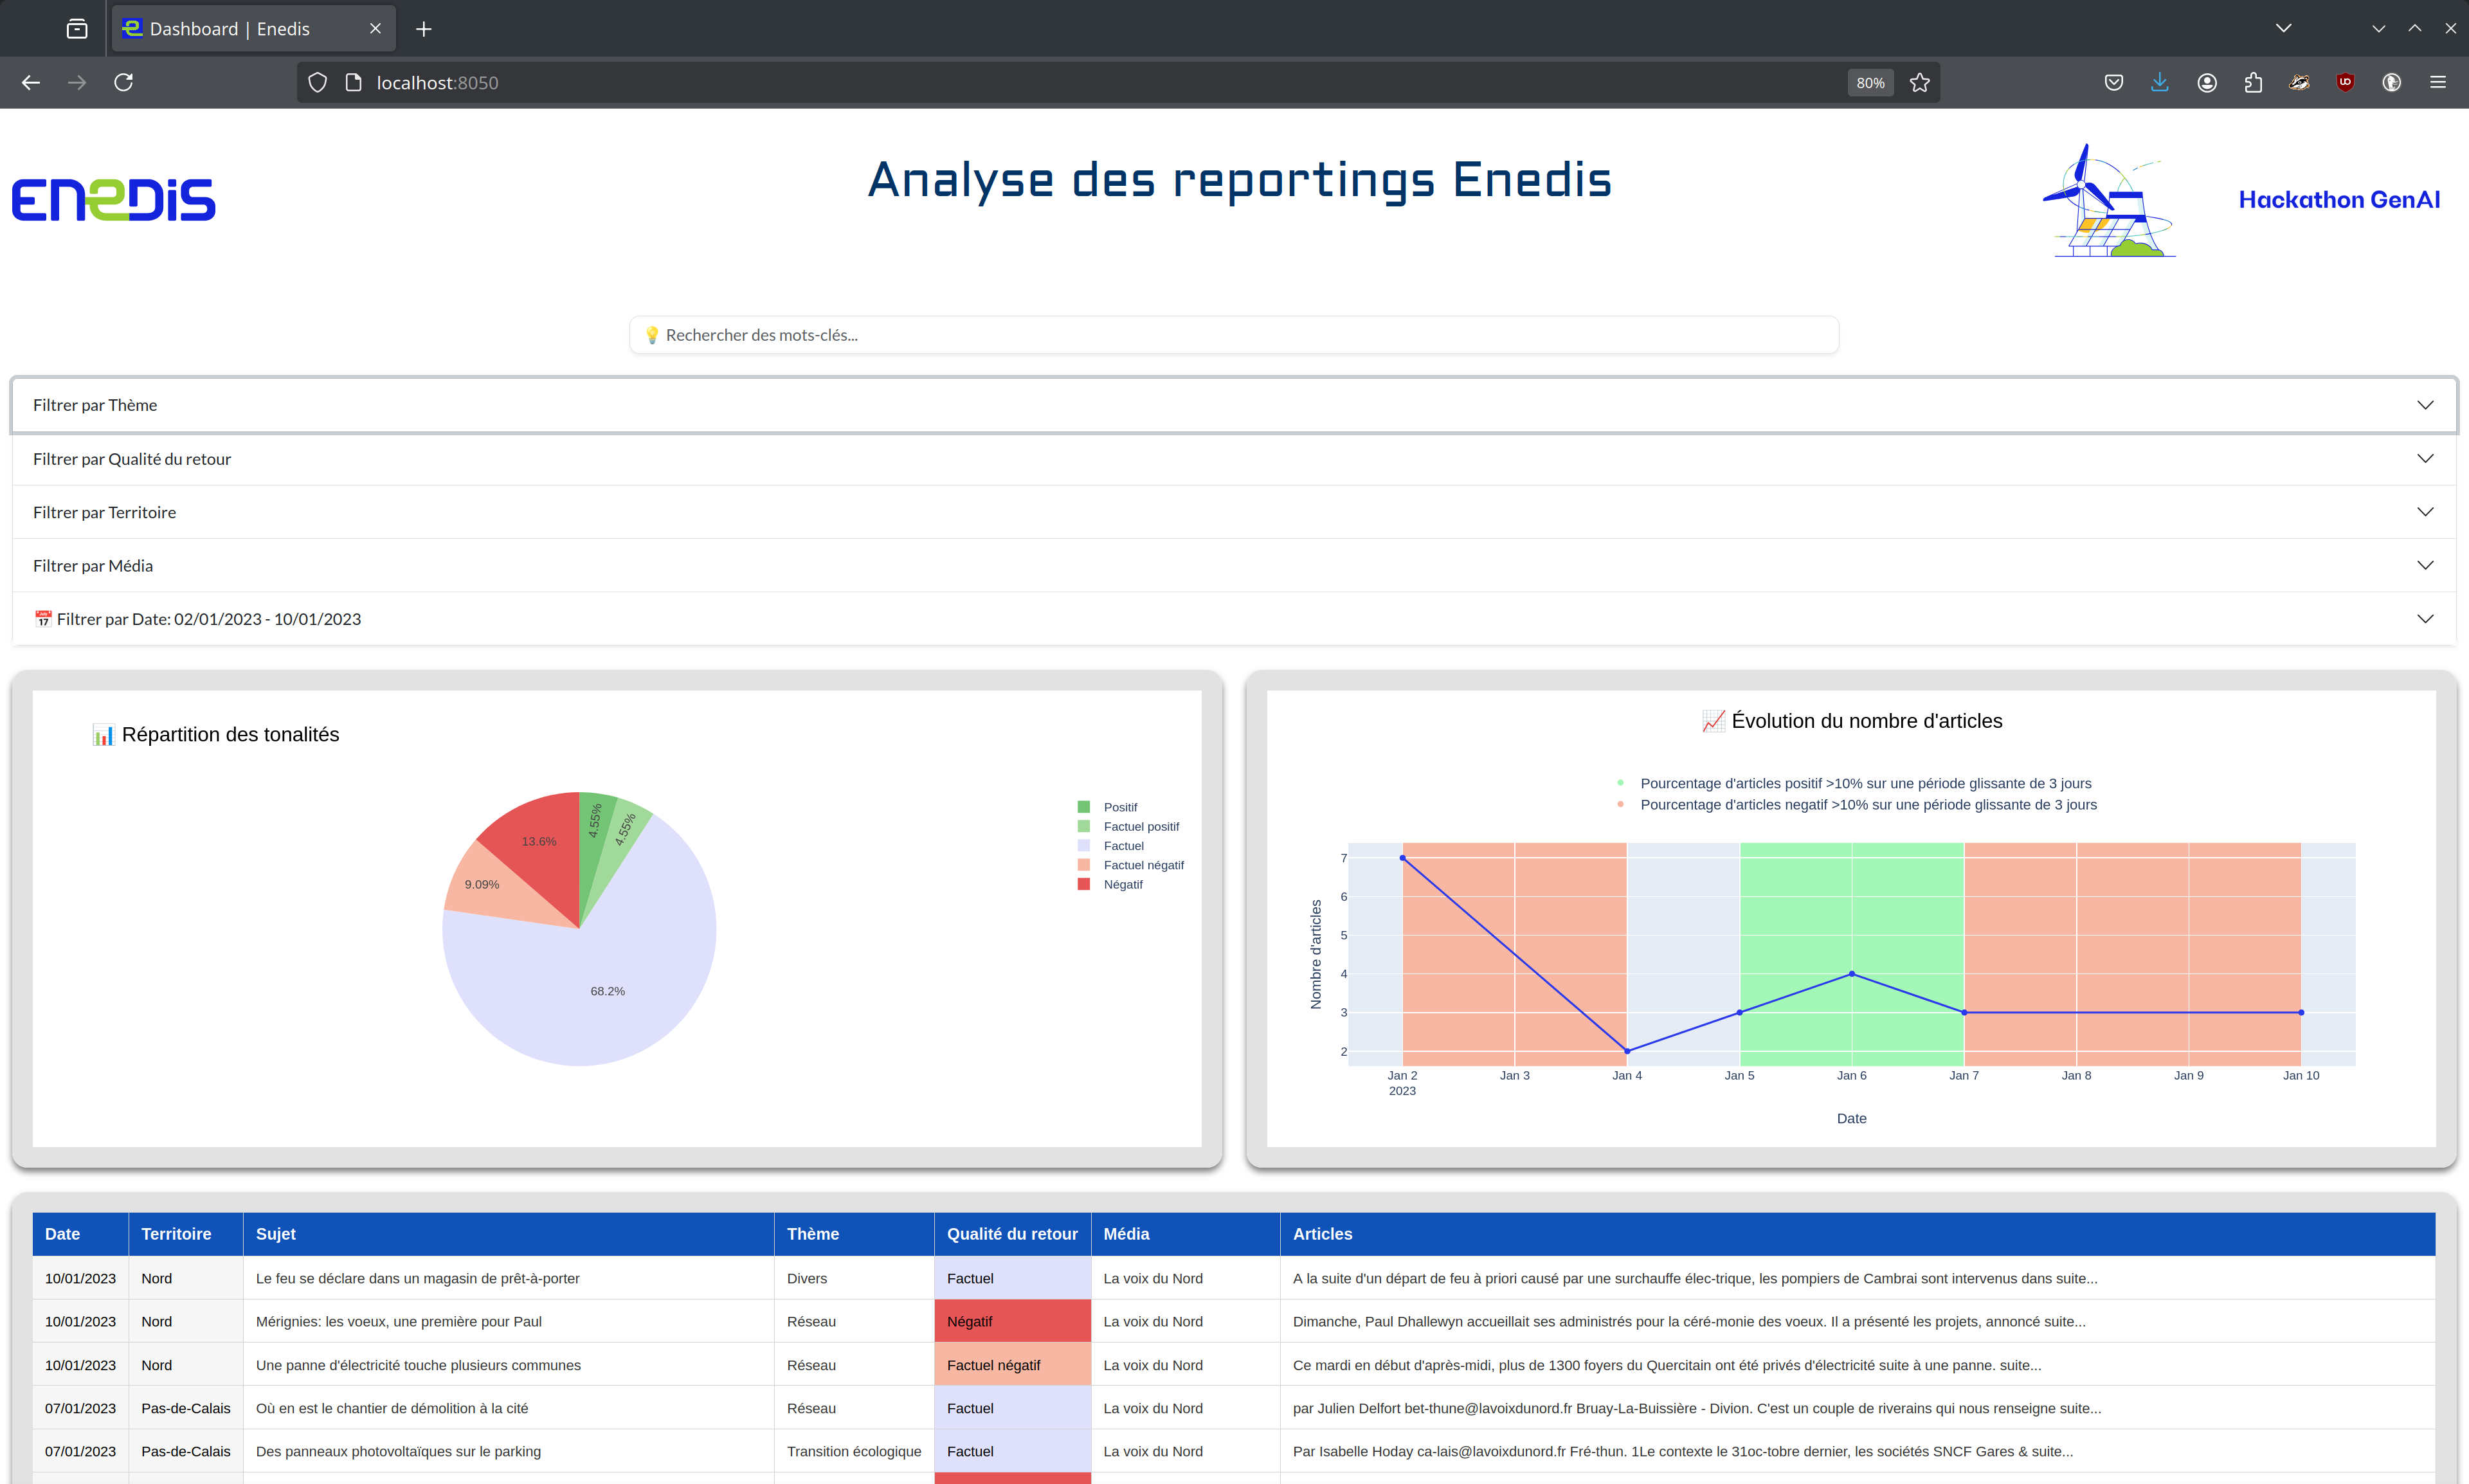 Dashboard | Enedis
localhost:8050
80%
ENEDIS
Analyse des reportings Enedis
Hackathon GenAI
💡 Rechercher des mots-clés...
Filtrer par Thème
Filtrer par Qualité du retour
Filtrer par Territoire
Filtrer par Média
📅 Filtrer par Date: 02/01/2023 - 10/01/2023
📊 Répartition des tonalités
4.55%
4.55%
13.6%
9.09%
68.2%
Positif
Factuel positif
Factuel
Factuel négatif
Négatif
📈 Évolution du nombre d'articles
Pourcentage d'articles positif >10% sur une période glissante de 3 jours
Pourcentage d'articles negatif >10% sur une période glissante de 3 jours
Nombre d'articles
7
6
5
4
3
2
Jan 2 Jan 3 Jan 4 Jan 5 Jan 6 Jan 7 Jan 8 Jan 9 Jan 10
2023
Date
Date Territoire Sujet Thème Qualité du retour Média Articles
10/01/2023 Nord Le feu se déclare dans un magasin de prêt-à-porter Divers Factuel La voix du Nord A la suite d'un départ de feu à priori causé par une surchauffe élec-trique, les pompiers de Cambrai sont intervenus dans suite...
10/01/2023 Nord Mérignies: les voeux, une première pour Paul Réseau Négatif La voix du Nord Dimanche, Paul Dhallewyn accueillait ses administrés pour la céré-monie des voeux. Il a présenté les projets, annoncé suite...
10/01/2023 Nord Une panne d'électricité touche plusieurs communes Réseau Factuel négatif La voix du Nord Ce mardi en début d'après-midi, plus de 1300 foyers du Quercitain ont été privés d'électricité suite à une panne. suite...
07/01/2023 Pas-de-Calais Où en est le chantier de démolition à la cité Réseau Factuel La voix du Nord par Julien Delfort bet-thune@lavoixdunord.fr Bruay-La-Buissière - Divion. C'est un couple de riverains qui nous renseigne suite...
07/01/2023 Pas-de-Calais Des panneaux photovoltaïques sur le parking Transition écologique Factuel La voix du Nord Par Isabelle Hoday ca-lais@lavoixdunord.fr Fré-thun. 1Le contexte le 31oc-tobre dernier, les sociétés SNCF Gares & suite...